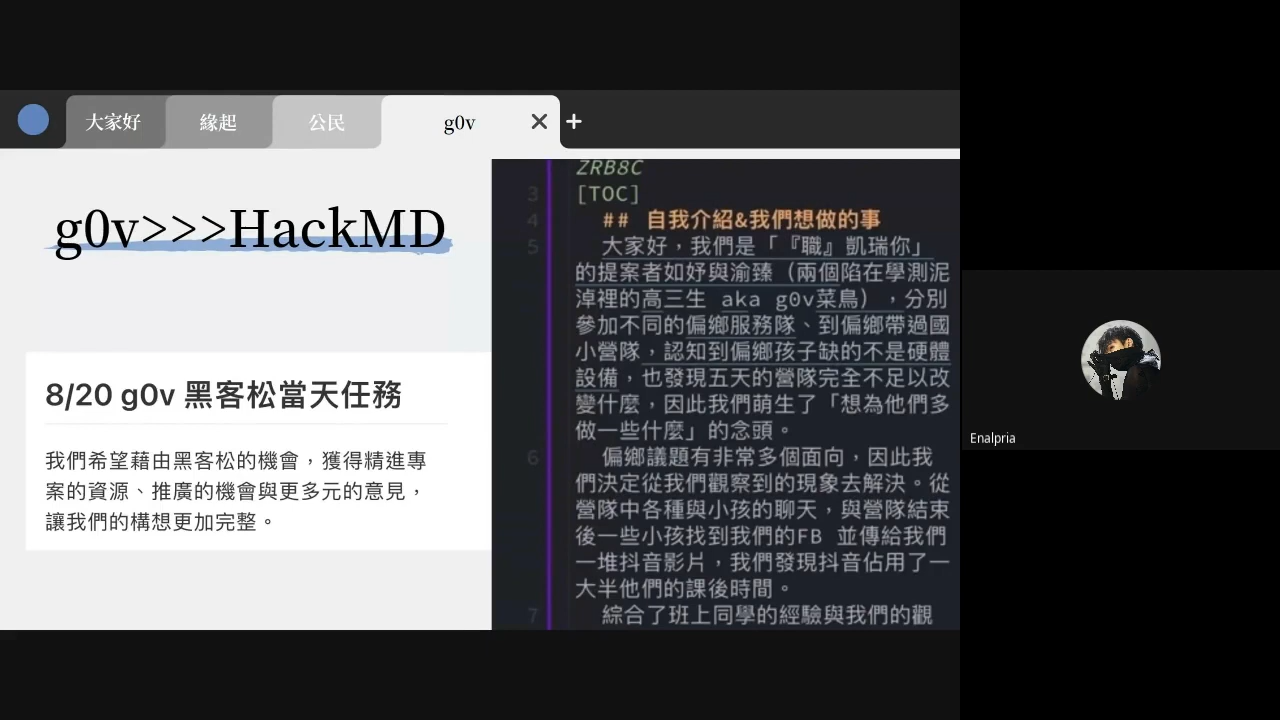 大家好
緣起
公民
g0v
g0v>>>HackMD
8/20 g0v 黑客松當天任務
我們希望藉由黑客松的機會，獲得精進專
案的資源、推廣的機會與更多元的意見，
讓我們的構想更加完整。
ZRB8C
3 [TOC]
4 ## 自我介紹&我們想做的事
5 大家好，我們是「『職』凱瑞你」
的提案者如妤與渝臻（兩個陷在學測泥
淖裡的高三生 aka g0v菜鳥），分別
參加不同的偏鄉服務隊、到偏鄉帶過國
小營隊，認知到偏鄉孩子缺的不是硬體
設備，也發現五天的營隊完全不足以改
變什麼，因此我們萌生了「想為他們多
做一些什麼」的念頭。
6 偏鄉議題有非常多個面向，因此我
們決定從我們觀察到的現象去解決。從
營隊中各種與小孩的聊天，與營隊結束
後一些小孩找到我們的FB 並傳給我們
一堆抖音影片，我們發現抖音佔用了一
大半他們的課後時間。
7 綜合了班上同學的經驗與我們的觀
Enalpria